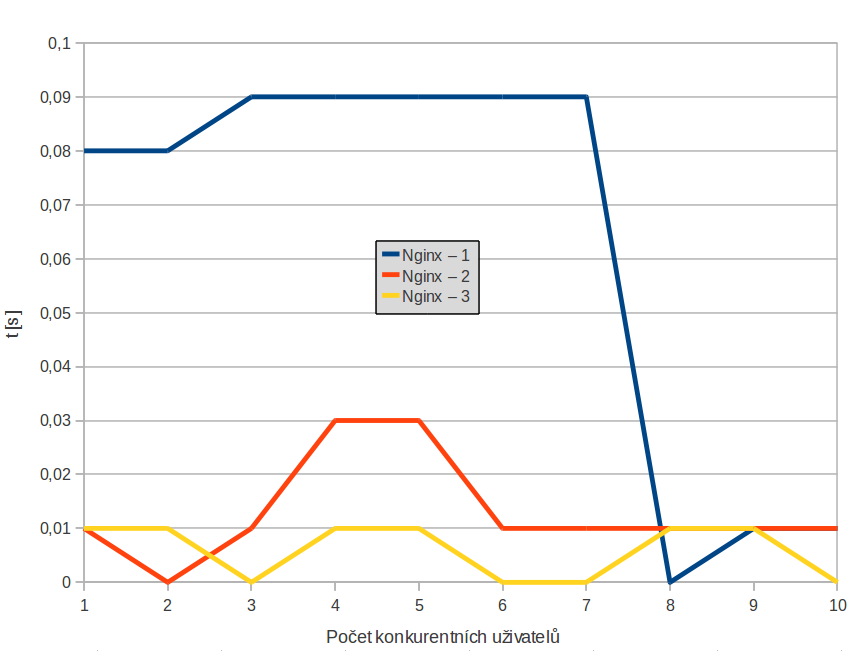 0,1
0,09
0,08
0,07
0,06
0,05
0,04
0,03
0,02
0,01
0
t [s]
Nginx – 1
Nginx – 2
Nginx – 3
1 2 3 4 5 6 7 8 9 10
Počet konkurentních uživatelů